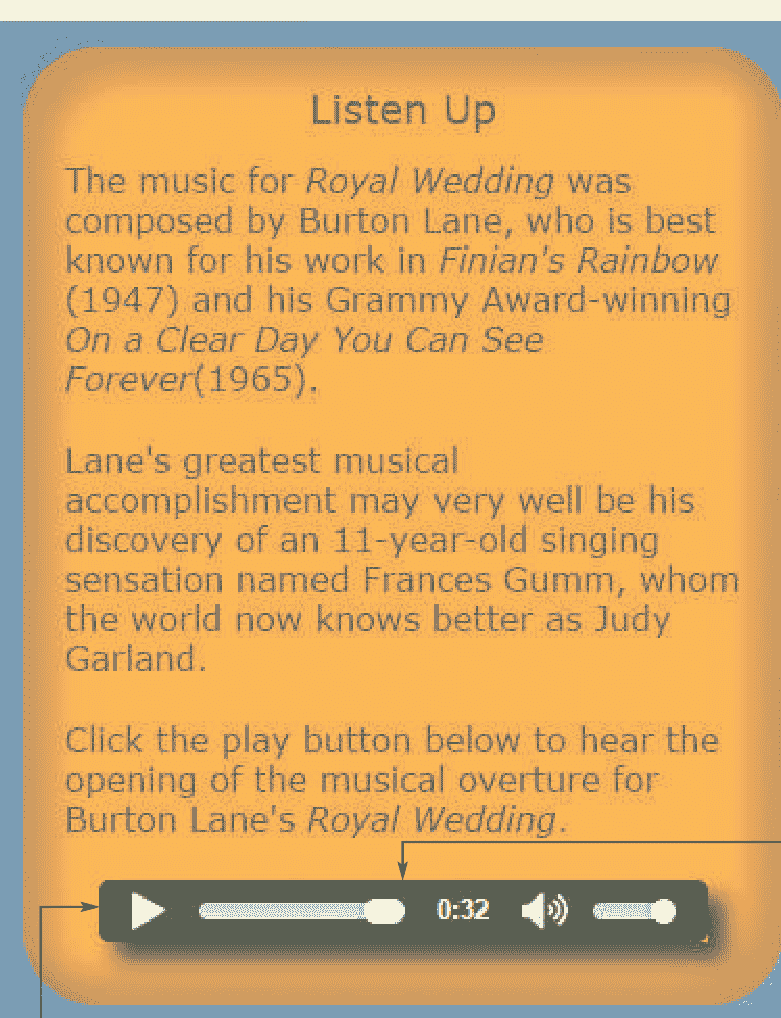 Listen Up
The music for Royal Wedding was
composed by Burton Lane, who is best
known for his work in Finian's Rainbow
(1947) and his Grammy Award-winning
On a Clear Day You Can See
Forever(1965).
Lane's greatest musical
accomplishment may very well be his
discovery of an 11-year-old singing
sensation named Frances Gumm, whom
the world now knows better as Judy
Garland.
Click the play button below to hear the
opening of the musical overture for
Burton Lane's Royal Wedding.
0:32